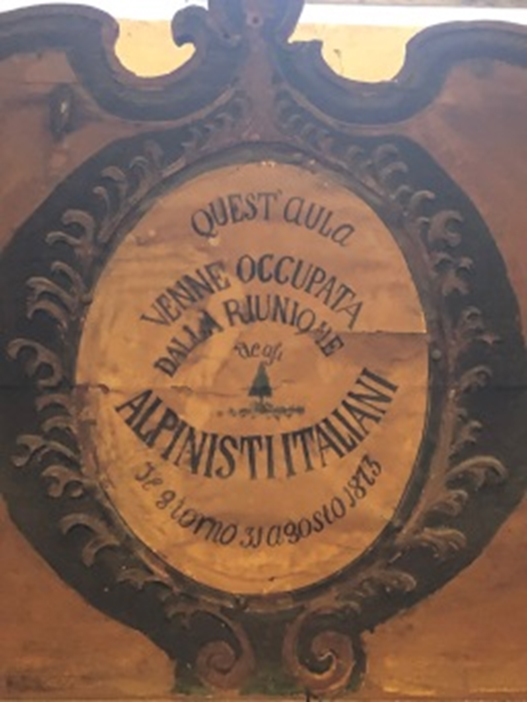 QUEST'AULA
VENNE OCCUPATA
DALLA RIUNIONE
degli
ALPINISTI ITALIANI
Il giorno 31 agosto 1873